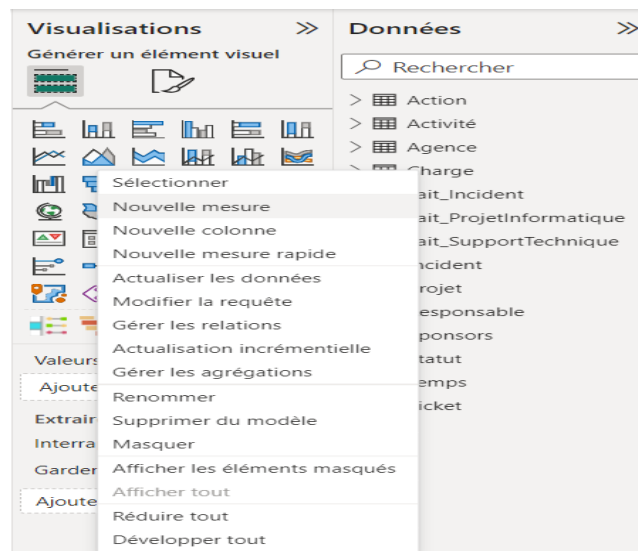 Visualisations
Générer un élément visuel
Données
Rechercher
Action
Activité
Agence
Charge
ait_Incident
ait_ProjetInformatique
ait_SupportTechnique
ncident
rojet
esponsable
ponsors
tatut
emps
icket
Sélectionner
Nouvelle mesure
Nouvelle colonne
Nouvelle mesure rapide
Actualiser les données
Modifier la requête
Gérer les relations
Actualisation incrémentielle
Gérer les agrégations
Renommer
Supprimer du modèle
Masquer
Afficher les éléments masqués
Afficher tout
Réduire tout
Développer tout
Valeurs
Ajoute
Extrair
Interra
Garder
Ajoute